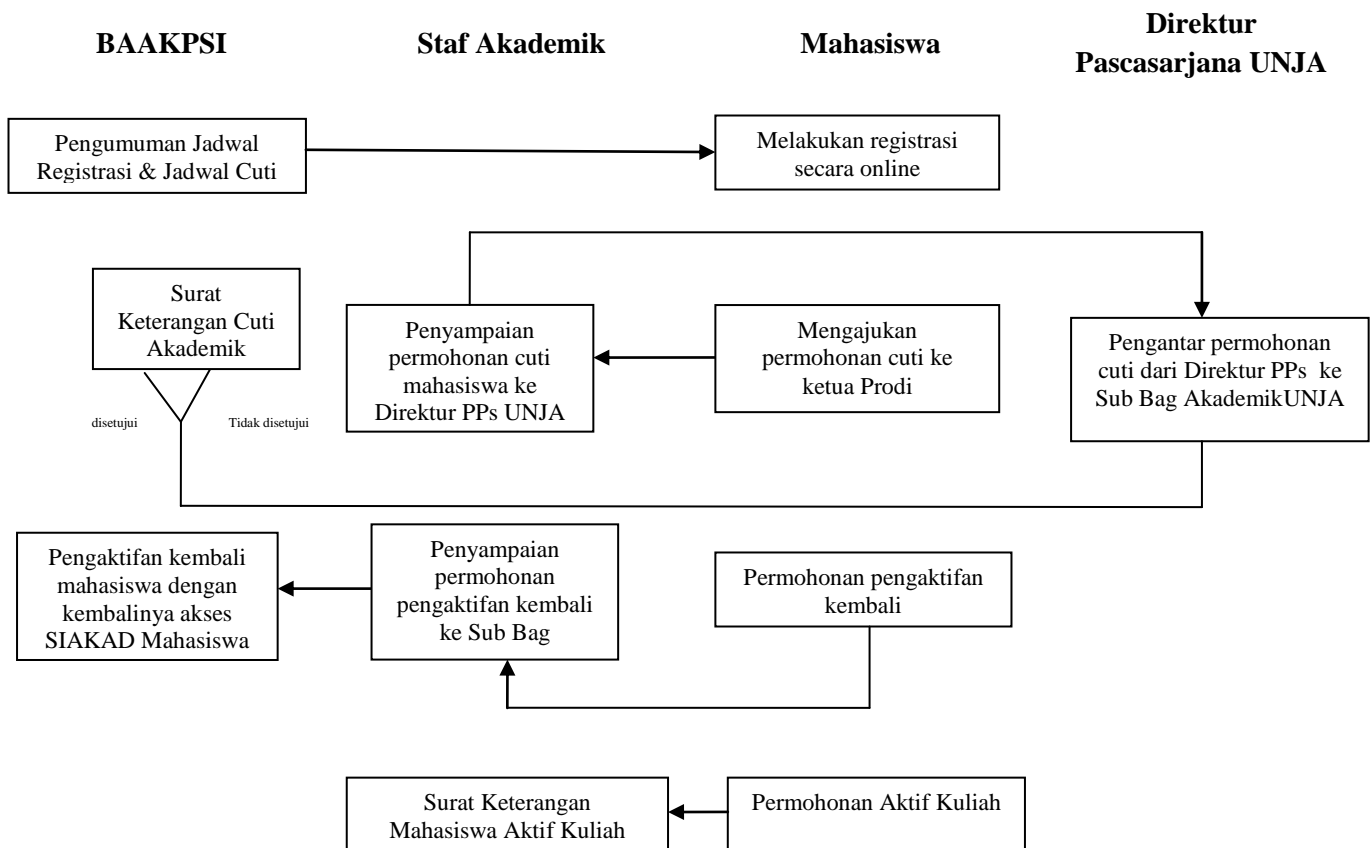 BAAKPSI
Staf Akademik
Mahasiswa
Direktur
Pascasarjana UNJA
Pengumuman Jadwal
Registrasi & Jadwal Cuti
Melakukan registrasi
secara online
Surat
Keterangan Cuti
Akademik
disetujui
Tidak disetujui
Penyampaian
permohonan cuti
mahasiswa ke
Direktur PPs UNJA
Mengajukan
permohonan cuti ke
ketua Prodi
Pengantar permohonan
cuti dari Direktur PPs ke
Sub Bag AkademikUNJA
Pengaktifan kembali
mahasiswa dengan
kembalinya akses
SIAKAD Mahasiswa
Penyampaian
permohonan
pengaktifan kembali
ke Sub Bag
Permohonan pengaktifan
kembali
Surat Keterangan
Mahasiswa Aktif Kuliah
Permohonan Aktif Kuliah